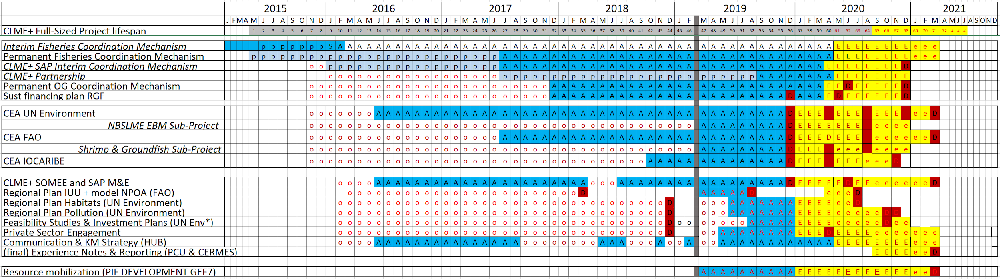 2015 2016 2017 2018 2019 2020 2021
J F M A M J J A S O N D J F M A M J J A S O N D J F M A M J J A S O N D J F M A M J J A S O N D J F M A M J J A S O N D J F M A M J J A S O N D J F M A M J J A S O N D
CLME+ Full-Sized Project lifespan 1 2 3 4 5 6 7 8 9 10 11 12 13 14 15 16 17 18 19 20 21 22 23 24 25 26 27 28 29 30 31 32 33 34 35 36 37 38 39 40 41 42 43 44 45 46 47 48 49 50 51 52 53 54 55 56 57 58 59 60 61 62 63 64 65 66 67 68 69 70 71 72 # # #
Interim Fisheries Coordination Mechanism p p p p p p p S A A A A A A A A A A A A A A A A A A A A A A A A A A A A A A A A A A A A A A A A A A A A A A A A A A A E E E E E E E E e e e
Permanent Fisheries Coordination Mechanism p p p p p p p p p p p p p p p p p p p p p p p p p p A A A A A A A A A A A A A A A A A A A A A A A A A A A A A A A A A A E E E E E E E E e e e
CLME+ SAP Interim Coordination Mechanism o o p p p p p p p p p p p p p p p p p p A A A A A A A A A A A A A A A A A A A A A A A A A A A A A A A A A E E E E E E E E D
CLME+ Partnership o o o o o o o o o o o o o o o o o o p p p p p p p p p p p p p p p p p p p p p p p p p p A A A A A A A A E E E E E E E E
Permanent OG Coordination Mechanism o o o o o o o o o o o o o o o o o o o o o o o o o A A A A A A A A A A A A A A A A A A A A A A A A A A A A E E D E E E E E D
Sust financing plan RGF o o o o o o o o o o o o o o o o o o o o o o o o o A A A A A A A A A A A A A A A A A A A A A A A A D A A A E D E E E E E E D
CEA UN Environment o o o o o o o A A A A A A A A A A A A A A A A A A A A A A A A A A A A A A A A A A A A A A A A A A D E E E E E E E E E e e D
NBSLME EBM Sub-Project o o o o o o o o o o o o o o o o o o o o o o o o o o o o o o o o o o o o o o o o A A A A A A A A A D E E E E E E E e e e e
CEA FAO o o o o o o o o o o o o o o o o o o o o A A A A A A A A A A A A A A A A A A A A A A A A A A A A A D E E E D E E E e e e e e e D
Shrimp & Groundfish Sub-Project o o o o o o o o o o o o o o o o o o o o o o o o o o o o o o o o o o o o o o o o A A A A A A A A A D E E E e e e e e e e
CEA IOCARIBE o o o o o o o o o o o o o o o o o o o o o o o o o o o o o o o o o o o A A A A A A A A A A A A A A D E E E E E E e e e D
CLME+ SOMEE and SAP M&E o o o o A A A A A A A A A A A A A A A A A A A A A A o o o A A A A A A A A A A A A A A A A A D E E E E E D E E e e e e e e D
Regional Plan IUU + model NPOA (FAO) o o o o o o o o o o o o o o o o o o o o o o o o D A A A A A D e e e D
Regional Plan Habitats (UN Environment) o o o o o o o o o o o o o o o o o o o o o o o o o o o o o o o o o o D o o o A A A A A A A E E E E e e D
Regional Plan Pollution (UN Environment) o o o o o o o o o o o o o o o o o o o o o o o o o o o o o o o o o o D o o o A A A A A A A E E E E e e e e e D D
Feasibility Studies & Investment Plans (UN Env*) o o o o o o o o o o o o o o o o o o o o o o o o o o o o o o o o o o D o o o o o o o A A A A A E E E E e e e e e D e e
Private Sector Engagement o o o o o o o o o o o o o o o o o o o o o o o o o o o o o o o o o o D o o A A A A A A A A E E E D E E E E e e e e e e e
Communication & KM Strategy (HUB) o o o o A A A A A A A A A A A A A A A o o o o o o o o A A A o o o A o o A o o A A A A A A A A A A A A E E E E E E E E e e e
(final) Experience Notes & Reporting (PCU & CERMES) E E E E e e D
Resource mobilization (PIF DEVELOPMENT GEF7) A A A A A A A A A A E E E E E E E E E E E E e e D